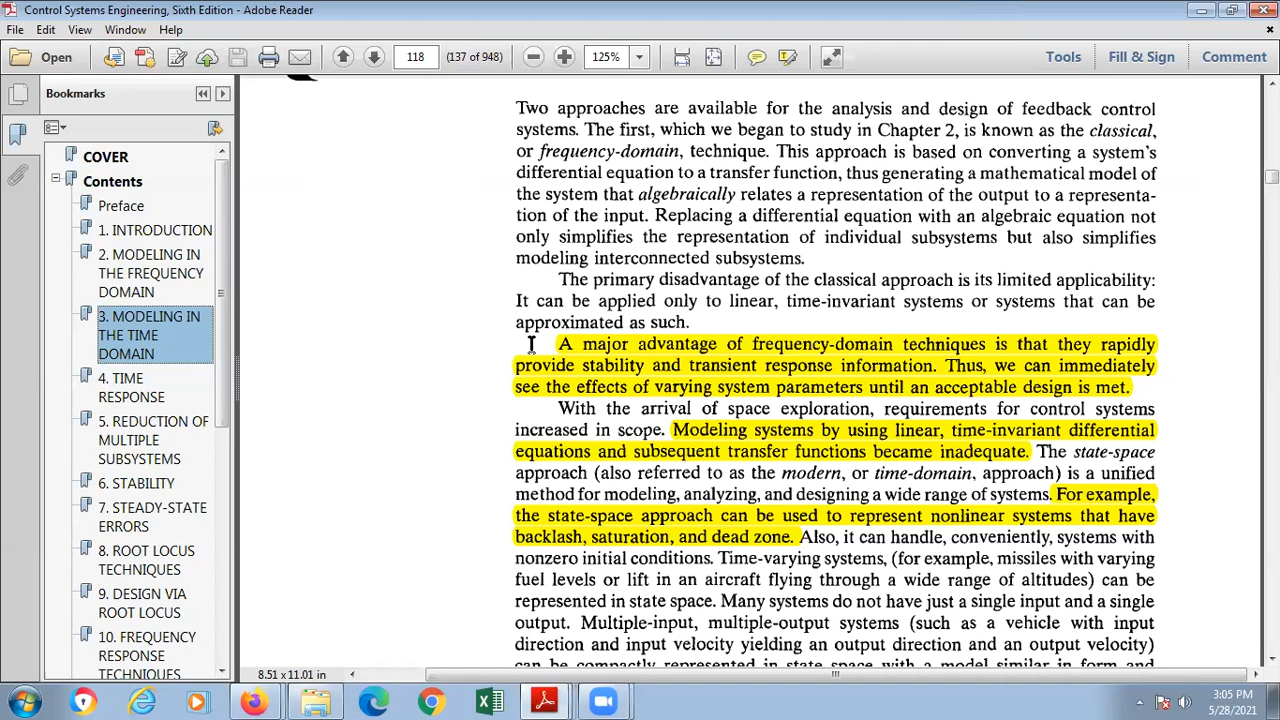 Control Systems Engineering, Sixth Edition - Adobe Reader
File Edit View Window Help
Open 118 (137 of 948) 125% Tools Fill & Sign Comment
Bookmarks
COVER
Contents
Preface
1. INTRODUCTION
2. MODELING IN
THE FREQUENCY
DOMAIN
3. MODELING IN
THE TIME
DOMAIN
4. TIME
RESPONSE
5. REDUCTION OF
MULTIPLE
SUBSYSTEMS
6. STABILITY
7. STEADY-STATE
ERRORS
8. ROOT LOCUS
TECHNIQUES
9. DESIGN VIA
ROOT LOCUS
10. FREQUENCY
RESPONSE
TECHNIQUES
Two approaches are available for the analysis and design of feedback control
systems. The first, which we began to study in Chapter 2, is known as the classical,
or frequency-domain, technique. This approach is based on converting a system's
differential equation to a transfer function, thus generating a mathematical model of
the system that algebraically relates a representation of the output to a representa-
tion of the input. Replacing a differential equation with an algebraic equation not
only simplifies the representation of individual subsystems but also simplifies
modeling interconnected subsystems.
The primary disadvantage of the classical approach is its limited applicability:
It can be applied only to linear, time-invariant systems or systems that can be
approximated as such.
A major advantage of frequency-domain techniques is that they rapidly
provide stability and transient response information. Thus, we can immediately
see the effects of varying system parameters until an acceptable design is met.
With the arrival of space exploration, requirements for control systems
increased in scope. Modeling systems by using linear, time-invariant differential
equations and subsequent transfer functions became inadequate. The state-space
approach (also referred to as the modern, or time-domain, approach) is a unified
method for modeling, analyzing, and designing a wide range of systems. For example,
the state-space approach can be used to represent nonlinear systems that have
backlash, saturation, and dead zone. Also, it can handle, conveniently, systems with
nonzero initial conditions. Time-varying systems, (for example, missiles with varying
fuel levels or lift in an aircraft flying through a wide range of altitudes) can be
represented in state space. Many systems do not have just a single input and a single
output. Multiple-input, multiple-output systems (such as a vehicle with input
direction and input velocity yielding an output direction and an output velocity)
can be compactly represented in state space with a model similar in form and
8.51 x 11.01 in
3:05 PM
5/28/2021